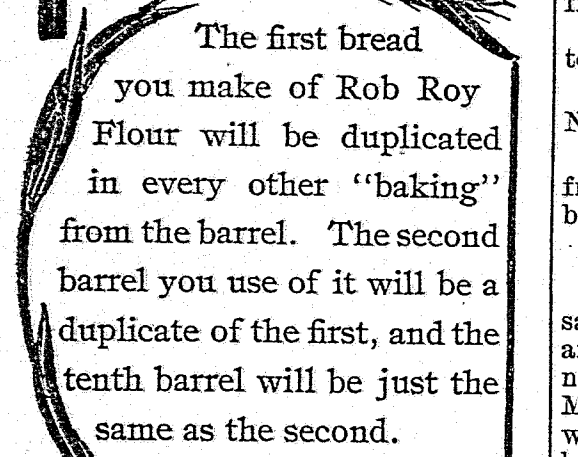 The first bread
you make of Rob Roy
Flour will be duplicated
in every other "baking"
from the barrel. The second
barrel you use of it will be a
duplicate of the first, and the
tenth barrel will be just the
same as the second.